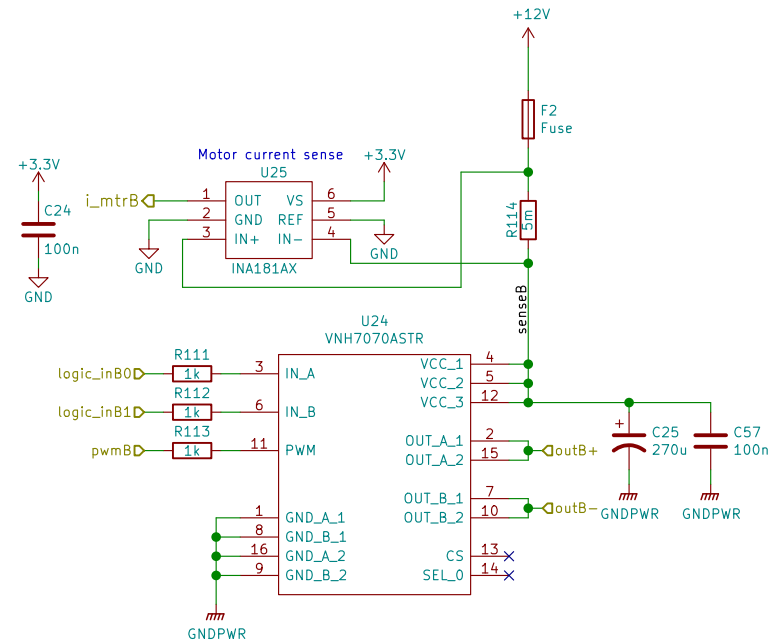 +12V
F2
Fuse
Motor current sense
+3.3V
U25
+3.3V
i_mtrB
1
OUT
VS
6
C24
2
GND
REF
5
R114
5m
3
IN+
IN-
4
100n
GND
GND
GND
INA181AX
senseB
U24
VNH7070ASTR
R111
logic_inB0
1k
3
IN_A
VCC_1
4
VCC_2
5
R112
VCC_3
12
logic_inB1
1k
6
IN_B
+
C25
270u
C57
100n
R113
OUT_A_1
2
pwmB
1k
11
PWM
OUT_A_2
15
outB+
OUT_B_1
7
outB-
GNDPWR
GNDPWR
1
GND_A_1
OUT_B_2
10
8
GND_B_1
16
GND_A_2
CS
13
9
GND_B_2
SEL_0
14
GNDPWR